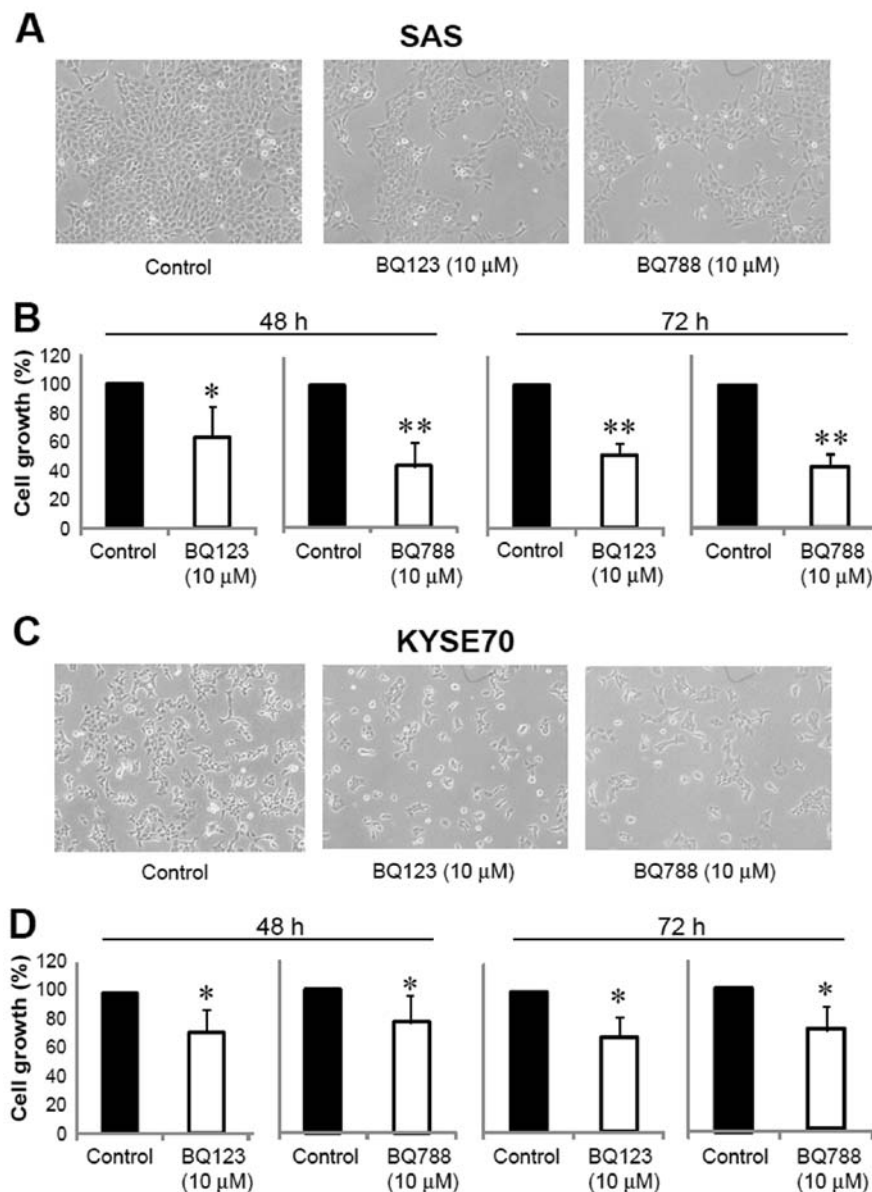 A
SAS
Control
BQ123 (10 μM)
BQ788 (10 μM)
B
48 h
72 h
Cell growth (%)
120
100
80
60
40
20
0
*
**
**
**
Control
BQ123
(10 μM)
Control
BQ788
(10 μM)
Control
BQ123
(10 μM)
Control
BQ788
(10 μM)
C
KYSE70
Control
BQ123 (10 μM)
BQ788 (10 μM)
D
48 h
72 h
Cell growth (%)
120
100
80
60
40
20
0
*
*
*
*
Control
BQ123
(10 μM)
Control
BQ788
(10 μM)
Control
BQ123
(10 μM)
Control
BQ788
(10 μM)